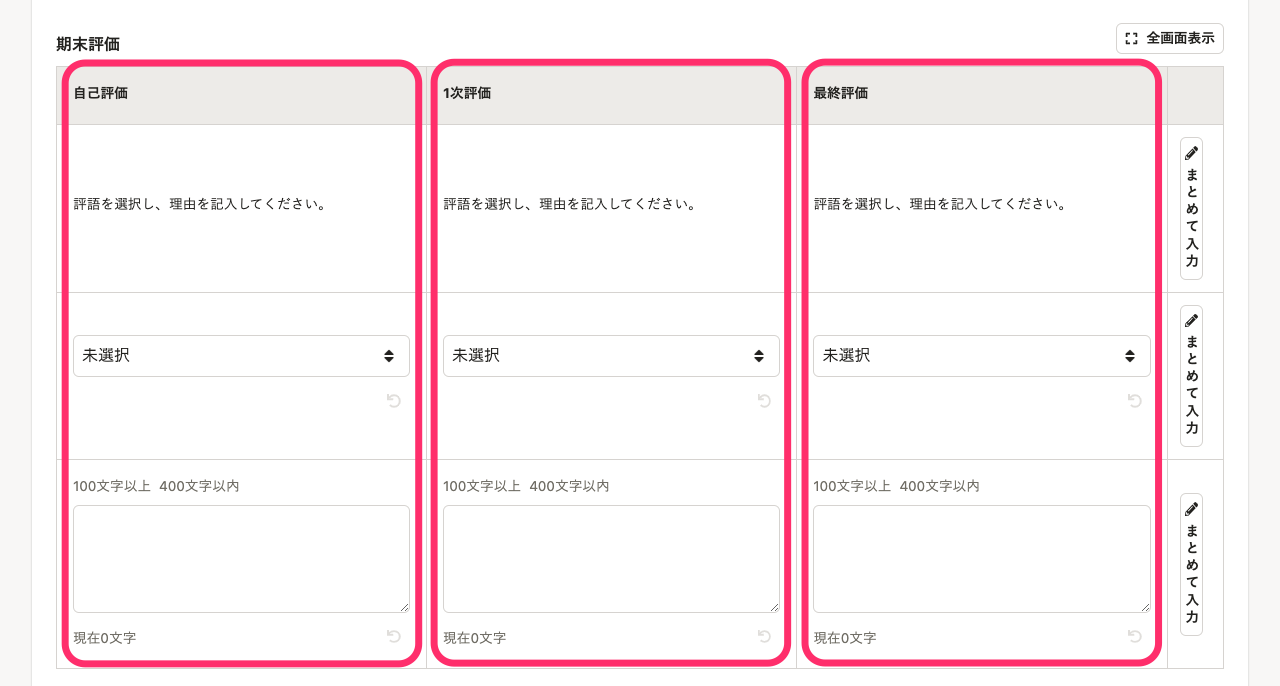 期末評価
全画面表示
自己評価
1次評価
最終評価
評語を選択し、理由を記入してください。
評語を選択し、理由を記入してください。
評語を選択し、理由を記入してください。
まとめて入力
未選択
未選択
未選択
まとめて入力
100文字以上 400文字以内
100文字以上 400文字以内
100文字以上 400文字以内
まとめて入力
現在0文字
現在0文字
現在0文字